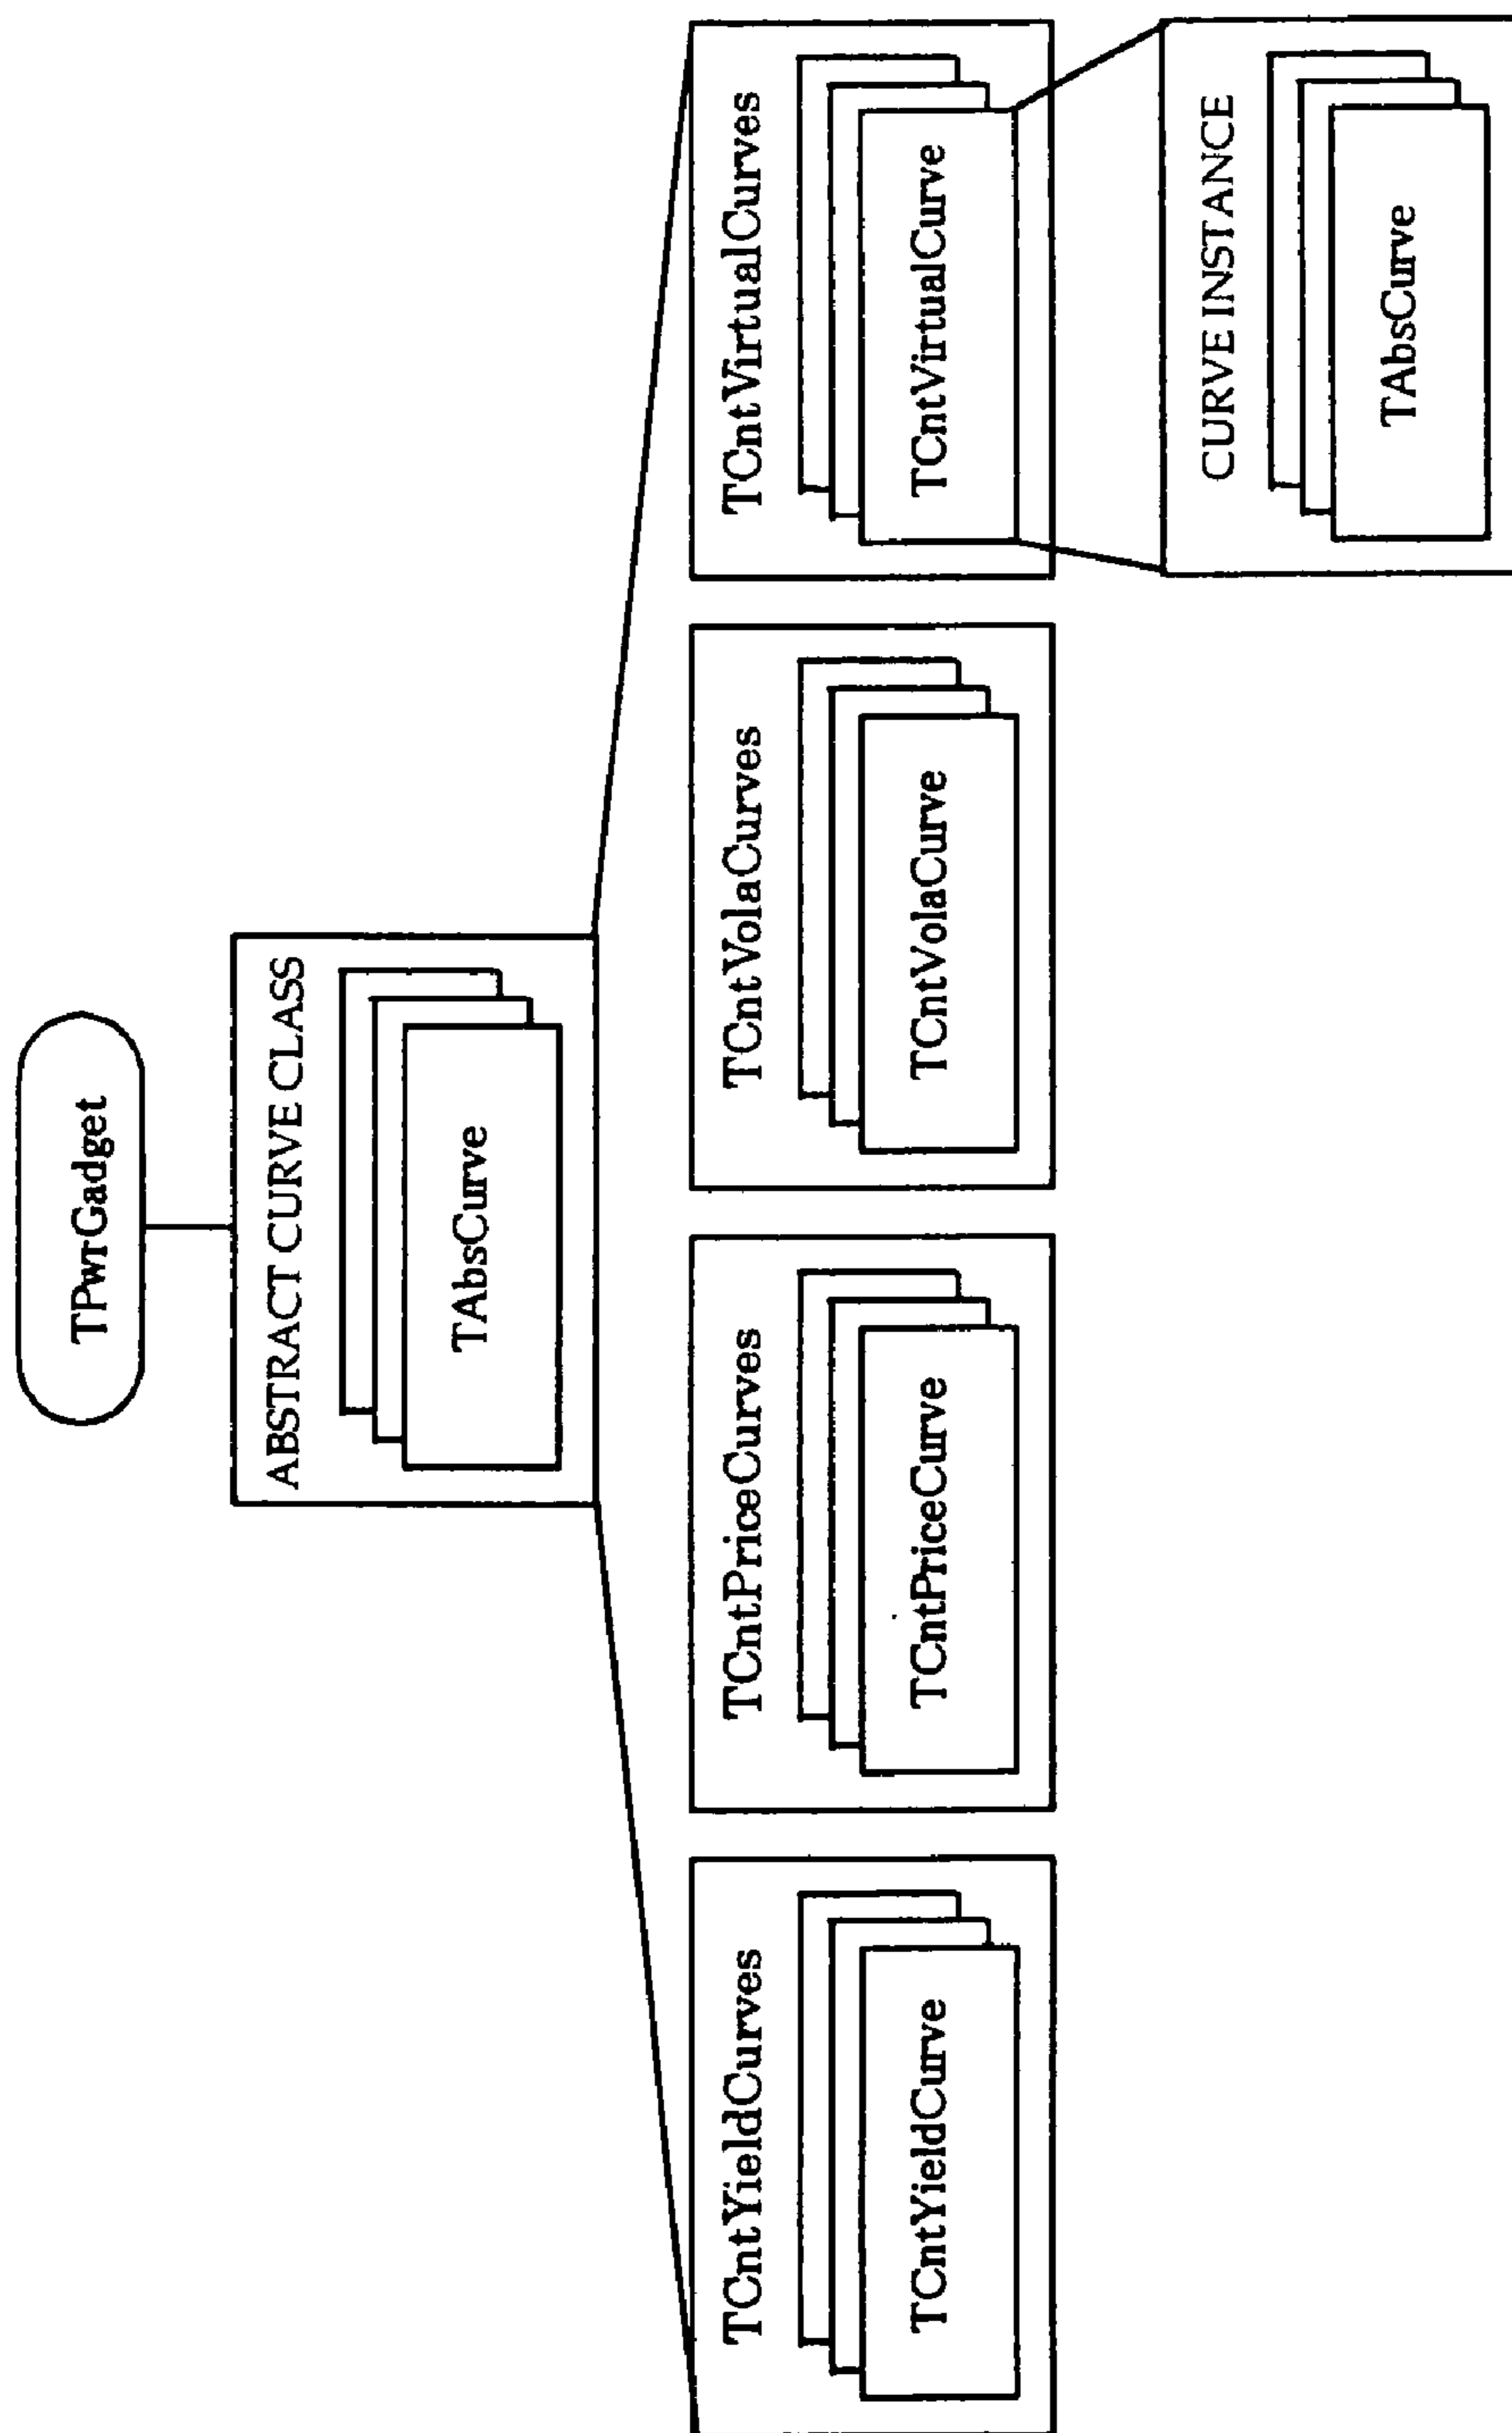 TPwrGadget
ABSTRACT CURVE CLASS
TAbsCurve
TCntYieldCurves
TCntYieldCurve
TCntPriceCurves
TCntPriceCurve
TCntVolaCurves
TCntVolaCurve
TCntVirtualCurves
TCntVirtualCurve
CURVE INSTANCE
TAbsCurve